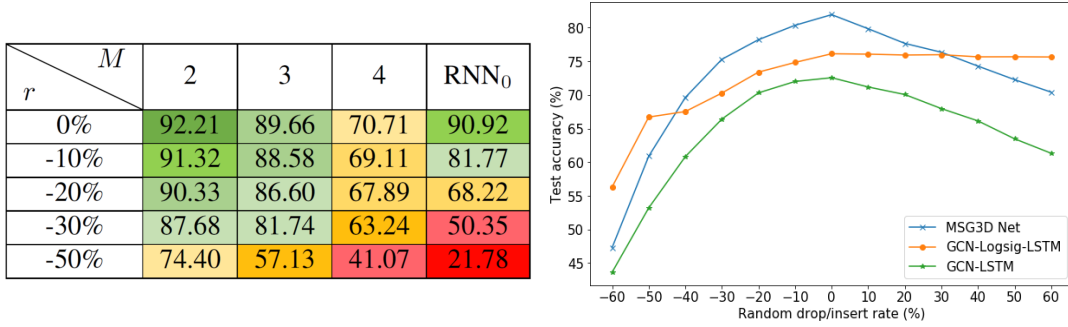 M
r
2 3 4 RNN₀
0% 92.21 89.66 70.71 90.92
-10% 91.32 88.58 69.11 81.77
-20% 90.33 86.60 67.89 68.22
-30% 87.68 81.74 63.24 50.35
-50% 74.40 57.13 41.07 21.78
Test accuracy (%)
80
75
70
65
60
55
50
45
MSG3D Net
GCN-Logsig-LSTM
GCN-LSTM
−60 −50 −40 −30 −20 −10 0 10 20 30 40 50 60
Random drop/insert rate (%)